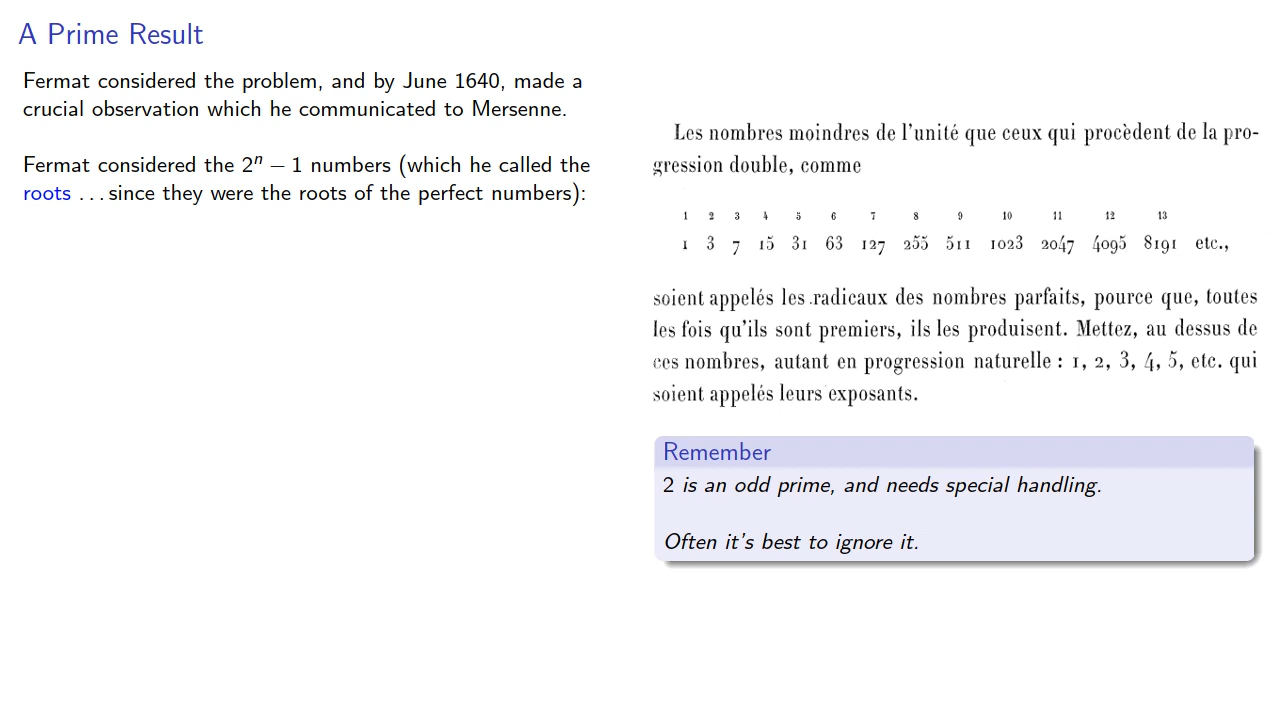 A Prime Result
Fermat considered the problem, and by June 1640, made a
crucial observation which he communicated to Mersenne.
Fermat considered the 2ⁿ − 1 numbers (which he called the
roots ... since they were the roots of the perfect numbers):
Les nombres moindres de l'unité que ceux qui procèdent de la pro-
gression double, comme
1 2 3 4 5 6 7 8 9 10 11 12 13
1 3 7 15 31 63 127 255 511 1023 2047 4095 8191 etc.,
soient appelés les radicaux des nombres parfaits, pource que, toutes
les fois qu'ils sont premiers, ils les produisent. Mettez, au dessus de
ces nombres, autant en progression naturelle : 1, 2, 3, 4, 5, etc. qui
soient appelés leurs exposants.
Remember
2 is an odd prime, and needs special handling.
Often it's best to ignore it.